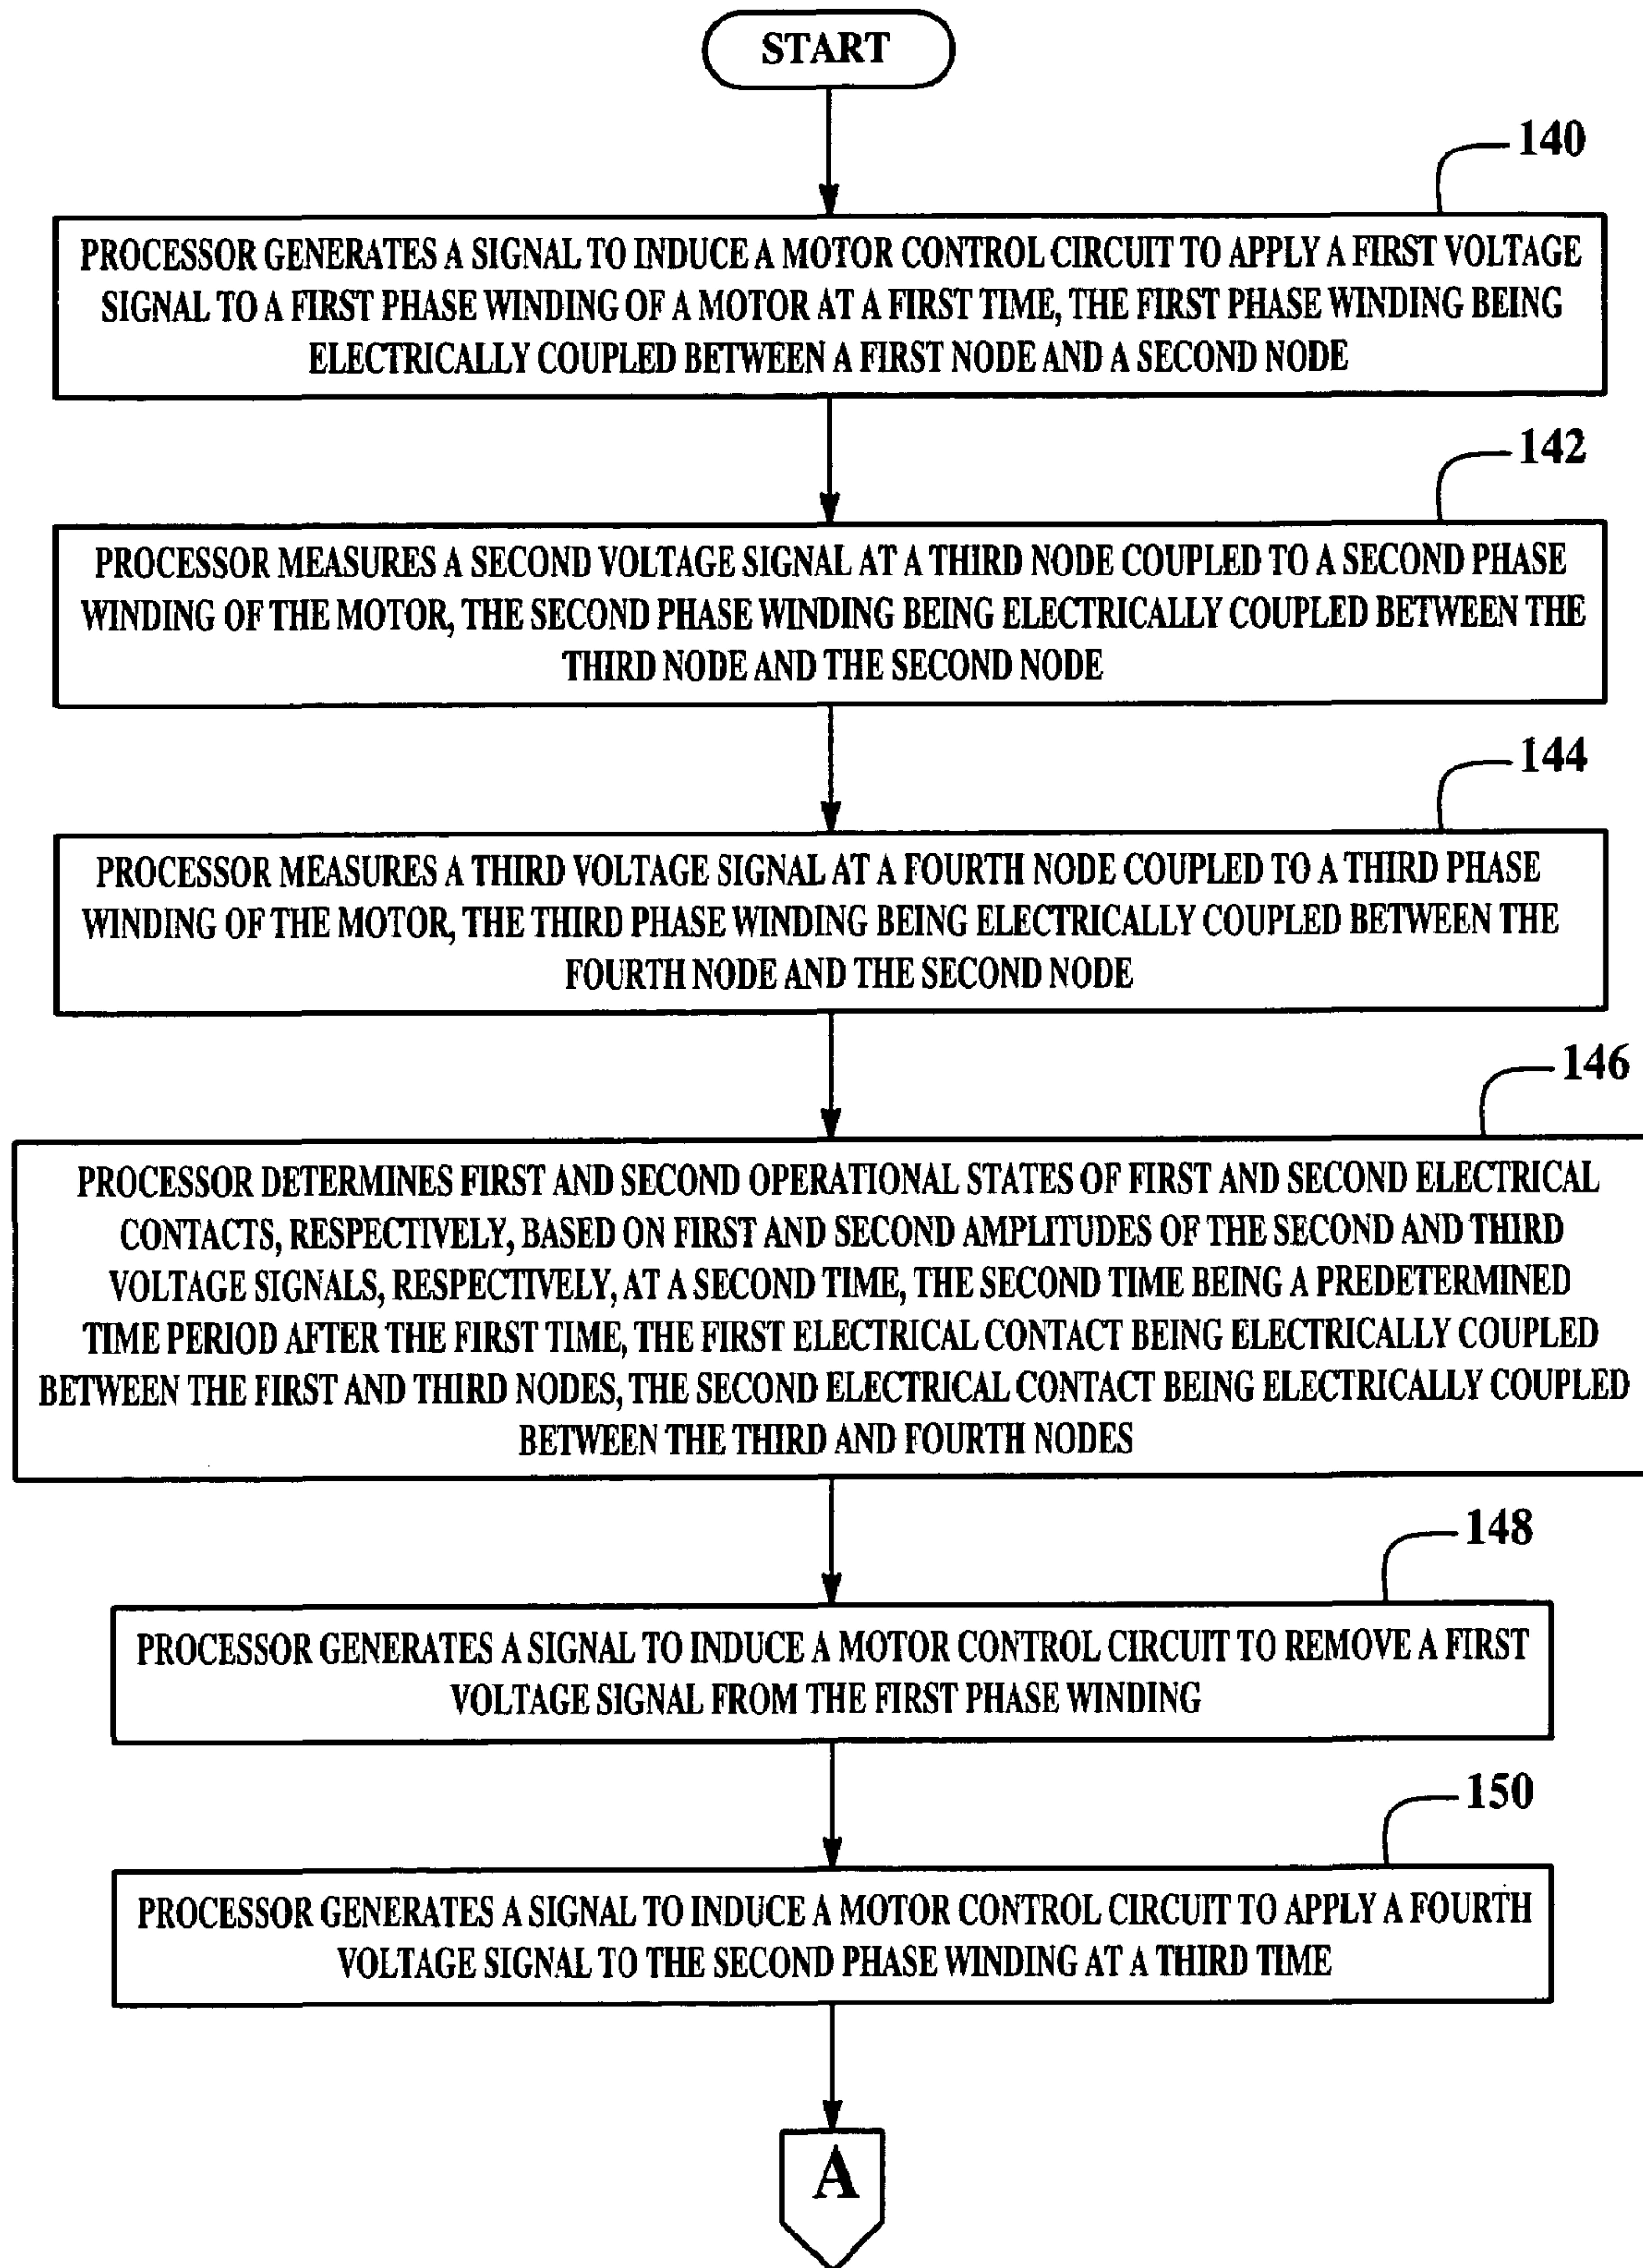 START
140
PROCESSOR GENERATES A SIGNAL TO INDUCE A MOTOR CONTROL CIRCUIT TO APPLY A FIRST VOLTAGE
SIGNAL TO A FIRST PHASE WINDING OF A MOTOR AT A FIRST TIME, THE FIRST PHASE WINDING BEING
ELECTRICALLY COUPLED BETWEEN A FIRST NODE AND A SECOND NODE
142
PROCESSOR MEASURES A SECOND VOLTAGE SIGNAL AT A THIRD NODE COUPLED TO A SECOND PHASE
WINDING OF THE MOTOR, THE SECOND PHASE WINDING BEING ELECTRICALLY COUPLED BETWEEN THE
THIRD NODE AND THE SECOND NODE
144
PROCESSOR MEASURES A THIRD VOLTAGE SIGNAL AT A FOURTH NODE COUPLED TO A THIRD PHASE
WINDING OF THE MOTOR, THE THIRD PHASE WINDING BEING ELECTRICALLY COUPLED BETWEEN THE
FOURTH NODE AND THE SECOND NODE
146
PROCESSOR DETERMINES FIRST AND SECOND OPERATIONAL STATES OF FIRST AND SECOND ELECTRICAL
CONTACTS, RESPECTIVELY, BASED ON FIRST AND SECOND AMPLITUDES OF THE SECOND AND THIRD
VOLTAGE SIGNALS, RESPECTIVELY, AT A SECOND TIME, THE SECOND TIME BEING A PREDETERMINED
TIME PERIOD AFTER THE FIRST TIME, THE FIRST ELECTRICAL CONTACT BEING ELECTRICALLY COUPLED
BETWEEN THE FIRST AND THIRD NODES, THE SECOND ELECTRICAL CONTACT BEING ELECTRICALLY COUPLED
BETWEEN THE THIRD AND FOURTH NODES
148
PROCESSOR GENERATES A SIGNAL TO INDUCE A MOTOR CONTROL CIRCUIT TO REMOVE A FIRST
VOLTAGE SIGNAL FROM THE FIRST PHASE WINDING
150
PROCESSOR GENERATES A SIGNAL TO INDUCE A MOTOR CONTROL CIRCUIT TO APPLY A FOURTH
VOLTAGE SIGNAL TO THE SECOND PHASE WINDING AT A THIRD TIME
A